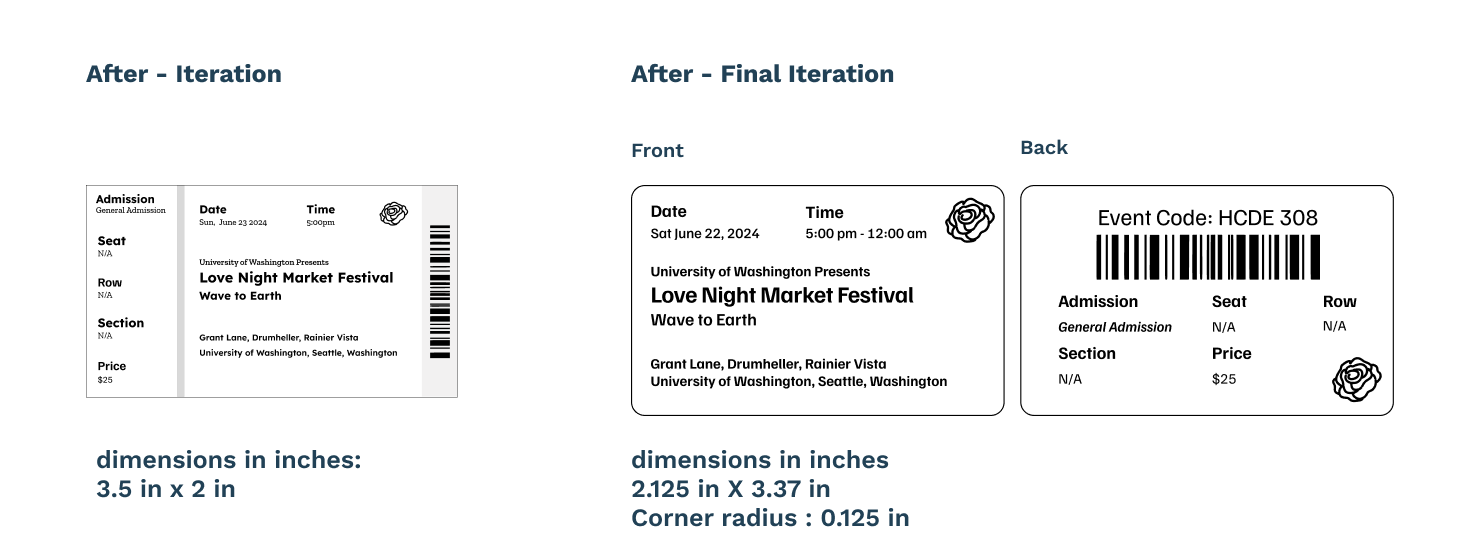 After - Iteration
After - Final Iteration
Front
Back
Admission
General Admission
Seat
N/A
Row
N/A
Section
N/A
Price
$25
Date
Time
Sun, June 23 2024
5:00pm
University of Washington Presents
Love Night Market Festival
Wave to Earth
Grant Lane, Drumheller, Rainier Vista
University of Washington, Seattle, Washington
dimensions in inches:
3.5 in x 2 in
Date
Time
Sat June 22, 2024
5:00 pm - 12:00 am
University of Washington Presents
Love Night Market Festival
Wave to Earth
Grant Lane, Drumheller, Rainier Vista
University of Washington, Seattle, Washington
Event Code: HCDE 308
Admission
Seat
Row
General Admission
N/A
N/A
Section
Price
N/A
$25
dimensions in inches
2.125 in X 3.37 in
Corner radius : 0.125 in